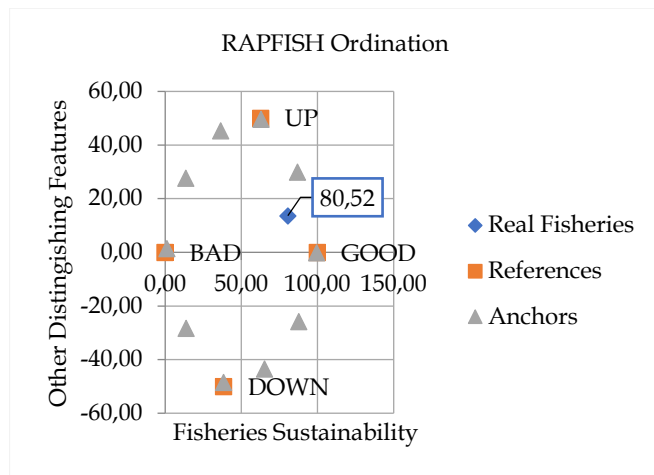 RAPFISH Ordination
Other Distingishing Features
60,00
40,00
20,00
0,00
-20,00
-40,00
-60,00
UP
80,52
BAD
GOOD
0,00 50,00 100,00 150,00
DOWN
Fisheries Sustainability
Real Fisheries
References
Anchors